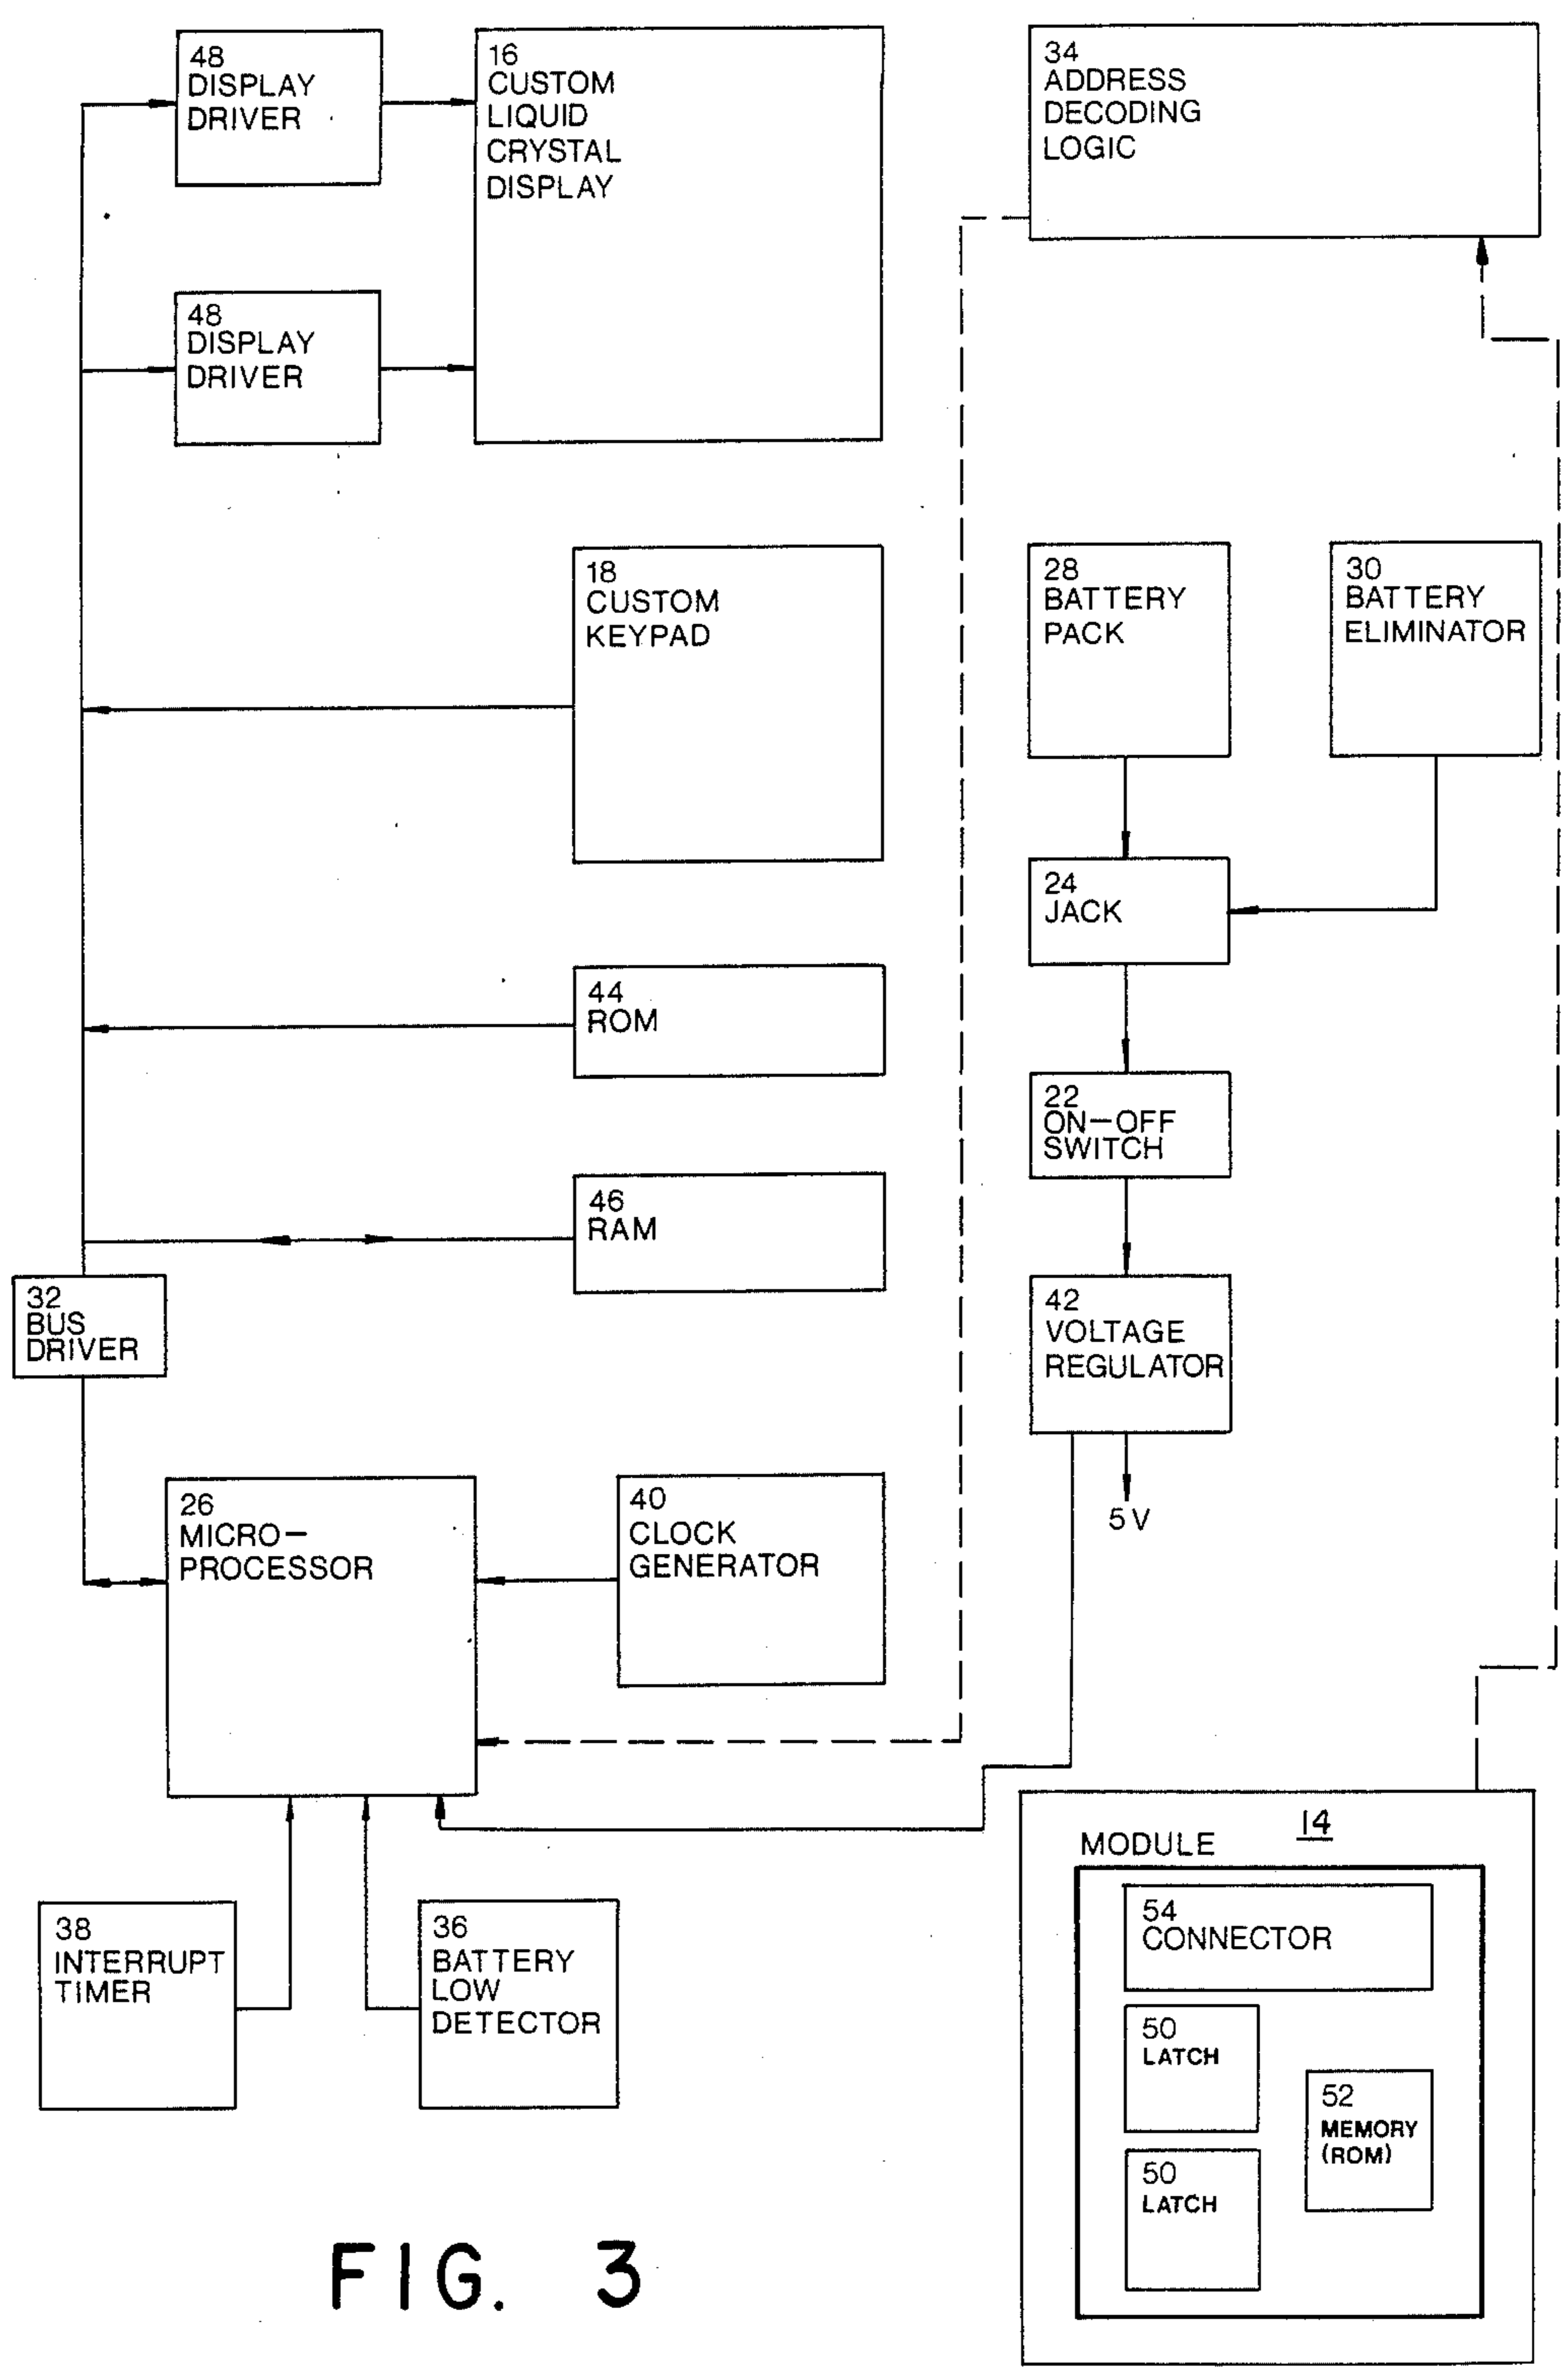 48
DISPLAY
DRIVER
16
CUSTOM
LIQUID
CRYSTAL
DISPLAY
34
ADDRESS
DECODING
LOGIC
48
DISPLAY
DRIVER
18
CUSTOM
KEYPAD
28
BATTERY
PACK
30
BATTERY
ELIMINATOR
24
JACK
44
ROM
22
ON-OFF
SWITCH
46
RAM
32
BUS
DRIVER
42
VOLTAGE
REGULATOR
5V
26
MICRO-
PROCESSOR
40
CLOCK
GENERATOR
38
INTERRUPT
TIMER
36
BATTERY
LOW
DETECTOR
14
MODULE
54
CONNECTOR
50
LATCH
52
MEMORY
(ROM)
50
LATCH
FIG. 3